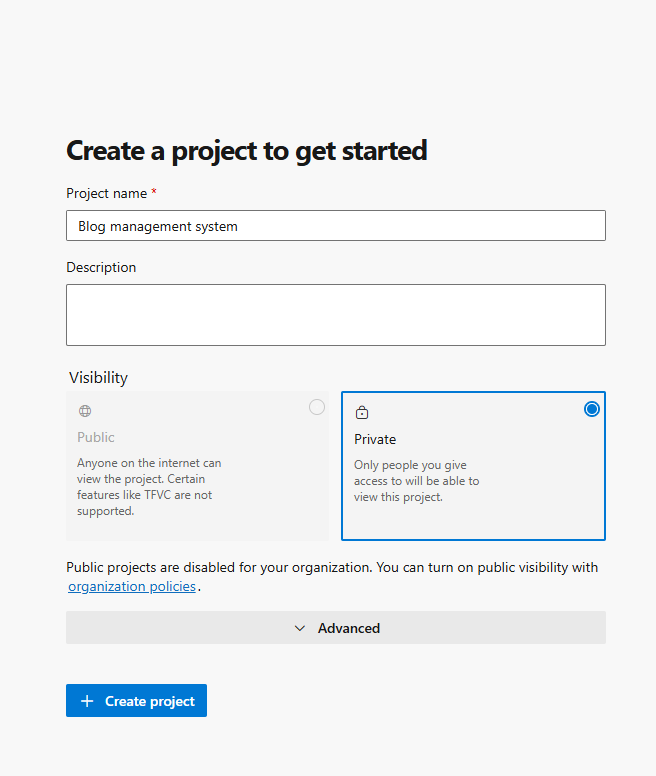 Create a project to get started
Project name *
Blog management system
Description
Visibility
Public
Anyone on the internet can
view the project. Certain
features like TFVC are not
supported.
Private
Only people you give
access to will be able to
view this project.
Public projects are disabled for your organization. You can turn on public visibility with
organization policies.
Advanced
+ Create project